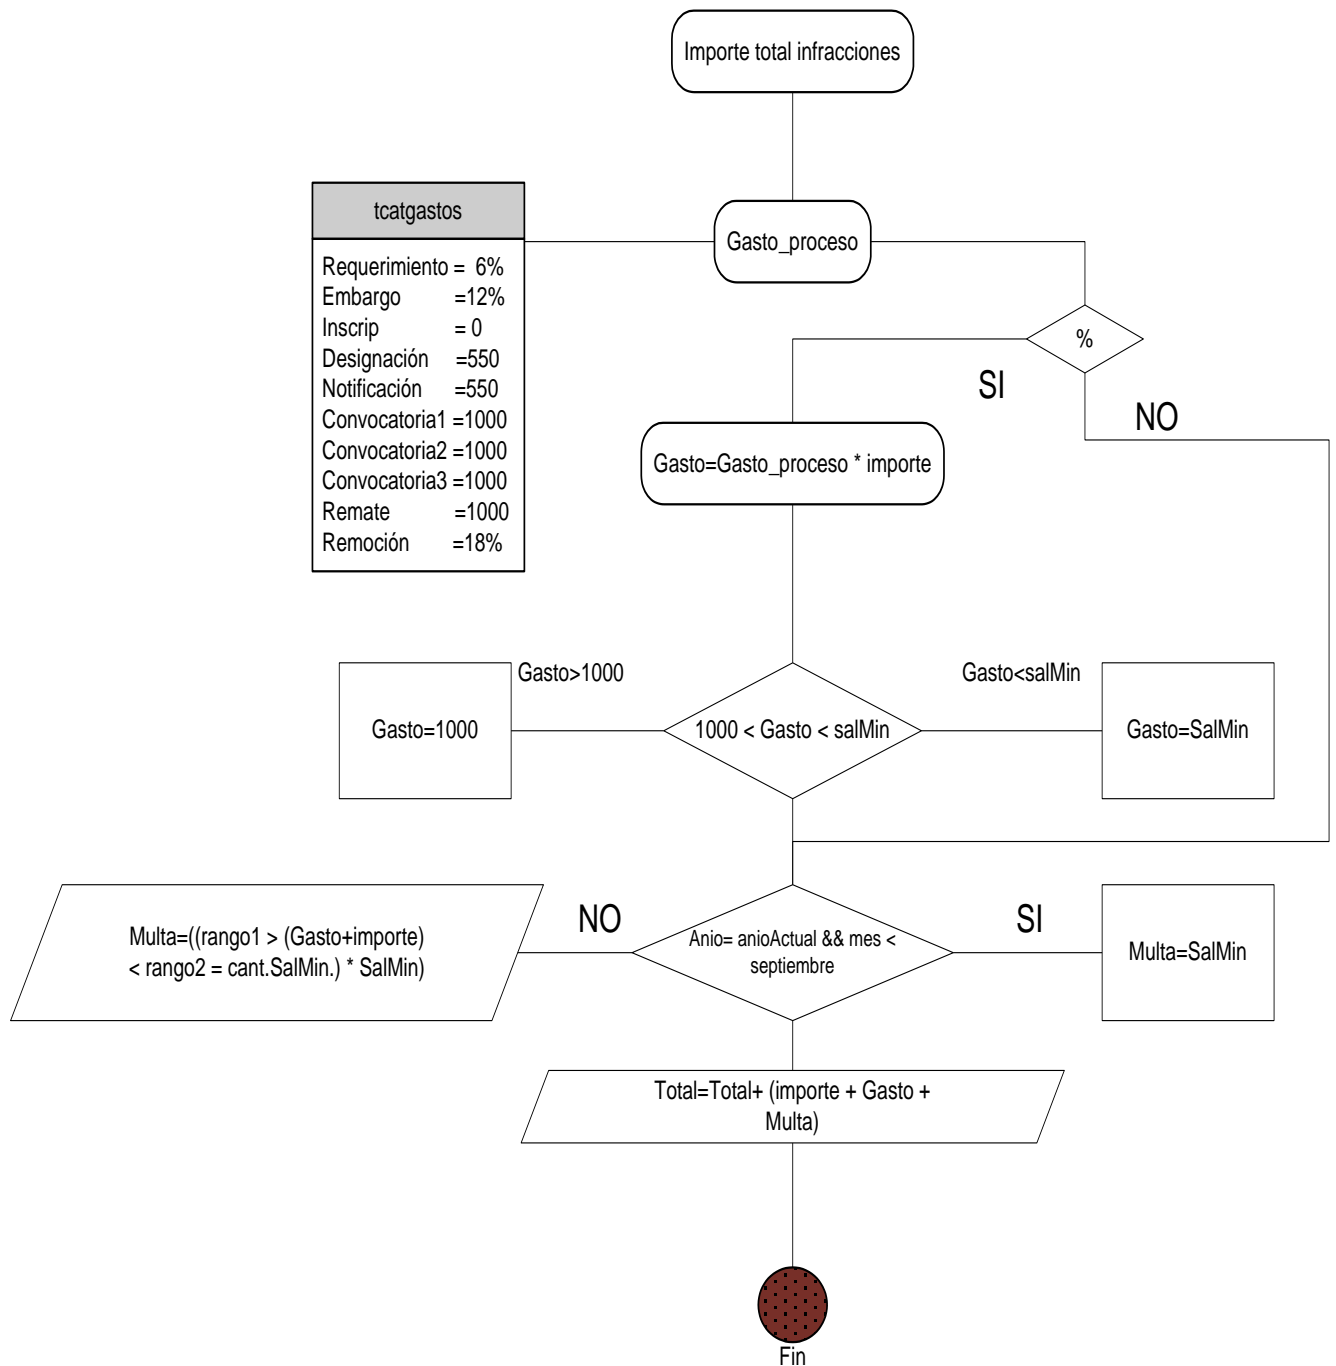 Importe total infracciones
tcatgastos
Gasto_proceso
Requerimiento = 6%
Embargo =12%
Inscrip = 0
Designación =550
Notificación =550
Convocatoria1 =1000
Convocatoria2 =1000
Convocatoria3 =1000
Remate =1000
Remoción =18%
%
SI
NO
Gasto=Gasto_proceso * importe
Gasto>1000
Gasto<salMin
Gasto=1000
1000 < Gasto < salMin
Gasto=SalMin
Multa=((rango1 > (Gasto+importe)
< rango2 = cant.SalMin.) * SalMin)
NO
Anio= anioActual && mes <
septiembre
SI
Multa=SalMin
Total=Total+ (importe + Gasto +
Multa)
Fin